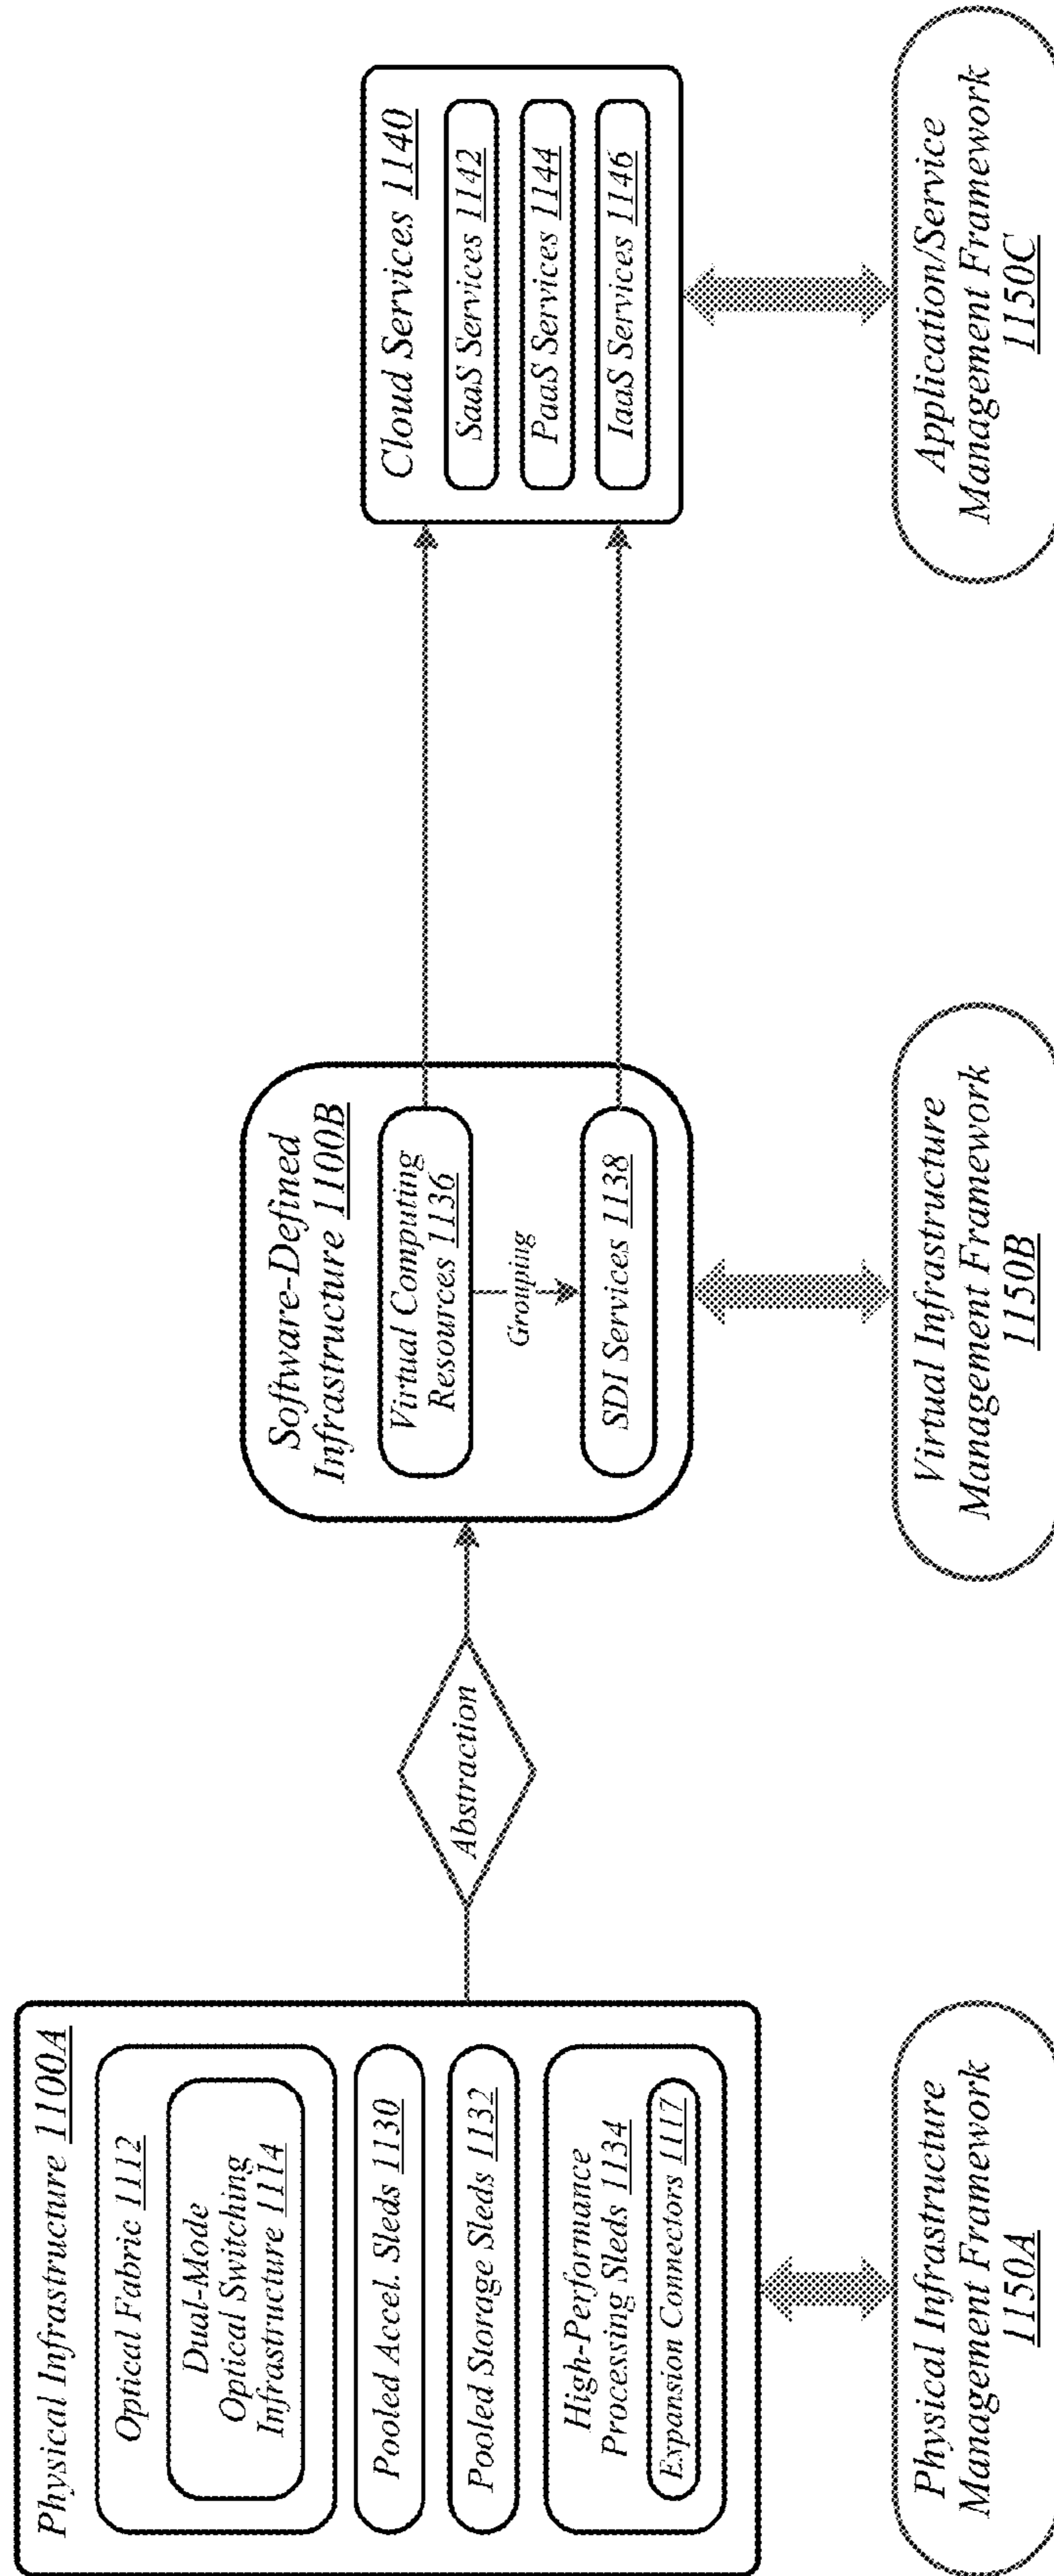 Physical Infrastructure 1100A
Optical Fabric 1112
Dual-Mode
Optical Switching
Infrastructure 1114
Pooled Accel. Sleds 1130
Pooled Storage Sleds 1132
High-Performance
Processing Sleds 1134
Expansion Connectors 1117
Physical Infrastructure
Management Framework
1150A
Abstraction
Software-Defined
Infrastructure 1100B
Virtual Computing
Resources 1136
Grouping
SDI Services 1138
Virtual Infrastructure
Management Framework
1150B
Cloud Services 1140
SaaS Services 1142
PaaS Services 1144
IaaS Services 1146
Application/Service
Management Framework
1150C